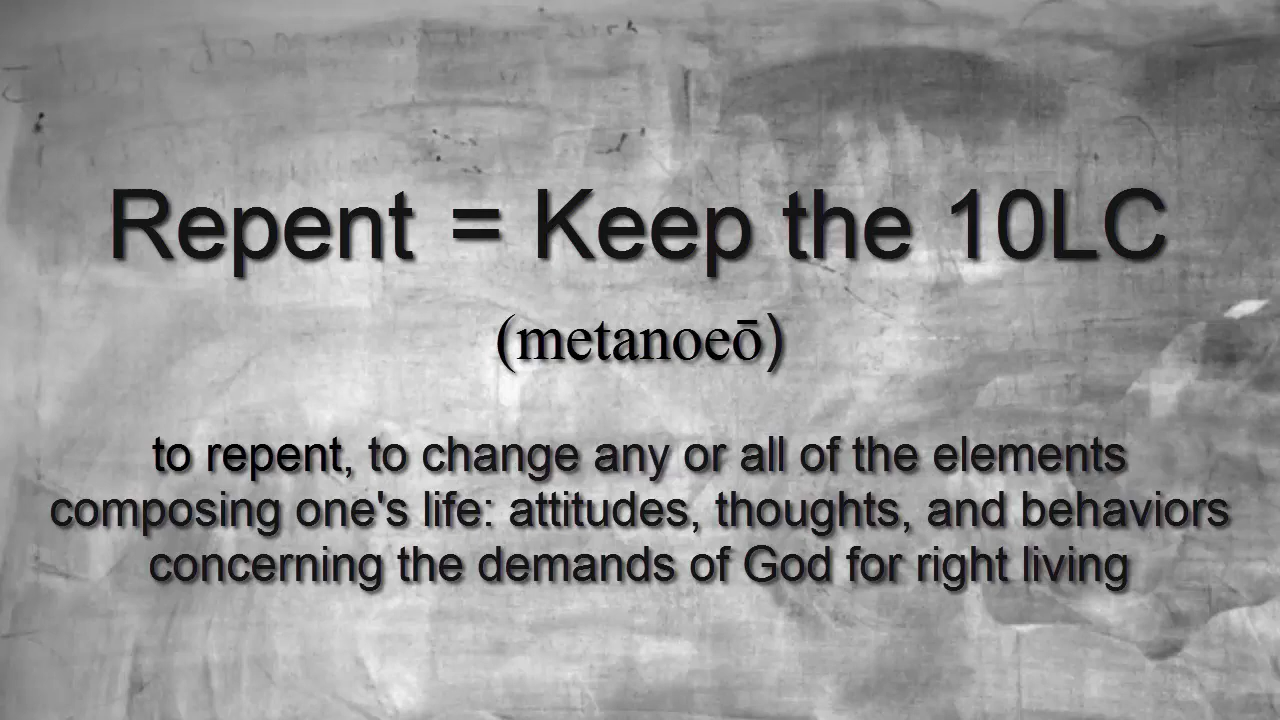 Repent = Keep the 10LC
(metanoeō)
to repent, to change any or all of the elements
composing one's life: attitudes, thoughts, and behaviors
concerning the demands of God for right living